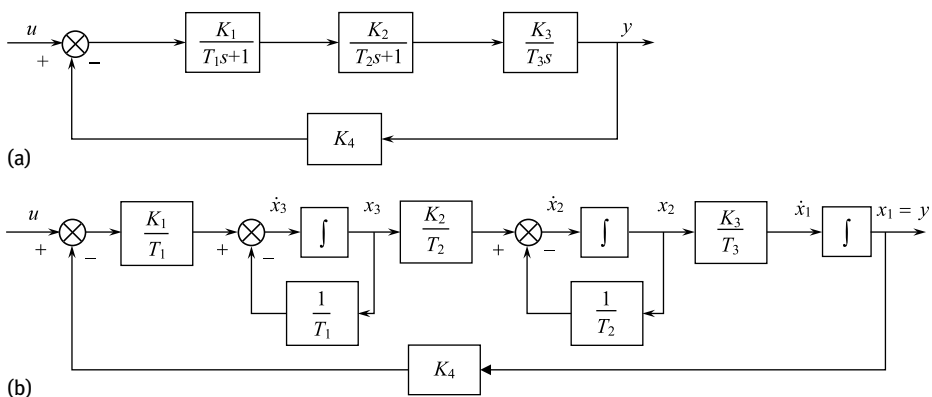 u
+
−
K₁
T₁s+1
K₂
T₂s+1
K₃
T₃s
y
K₄
(a)
u
+
−
K₁
T₁
+
−
ẋ₃
∫
x₃
1
T₁
K₂
T₂
+
−
ẋ₂
∫
x₂
1
T₂
K₃
T₃
ẋ₁
∫
x₁ = y
K₄
(b)